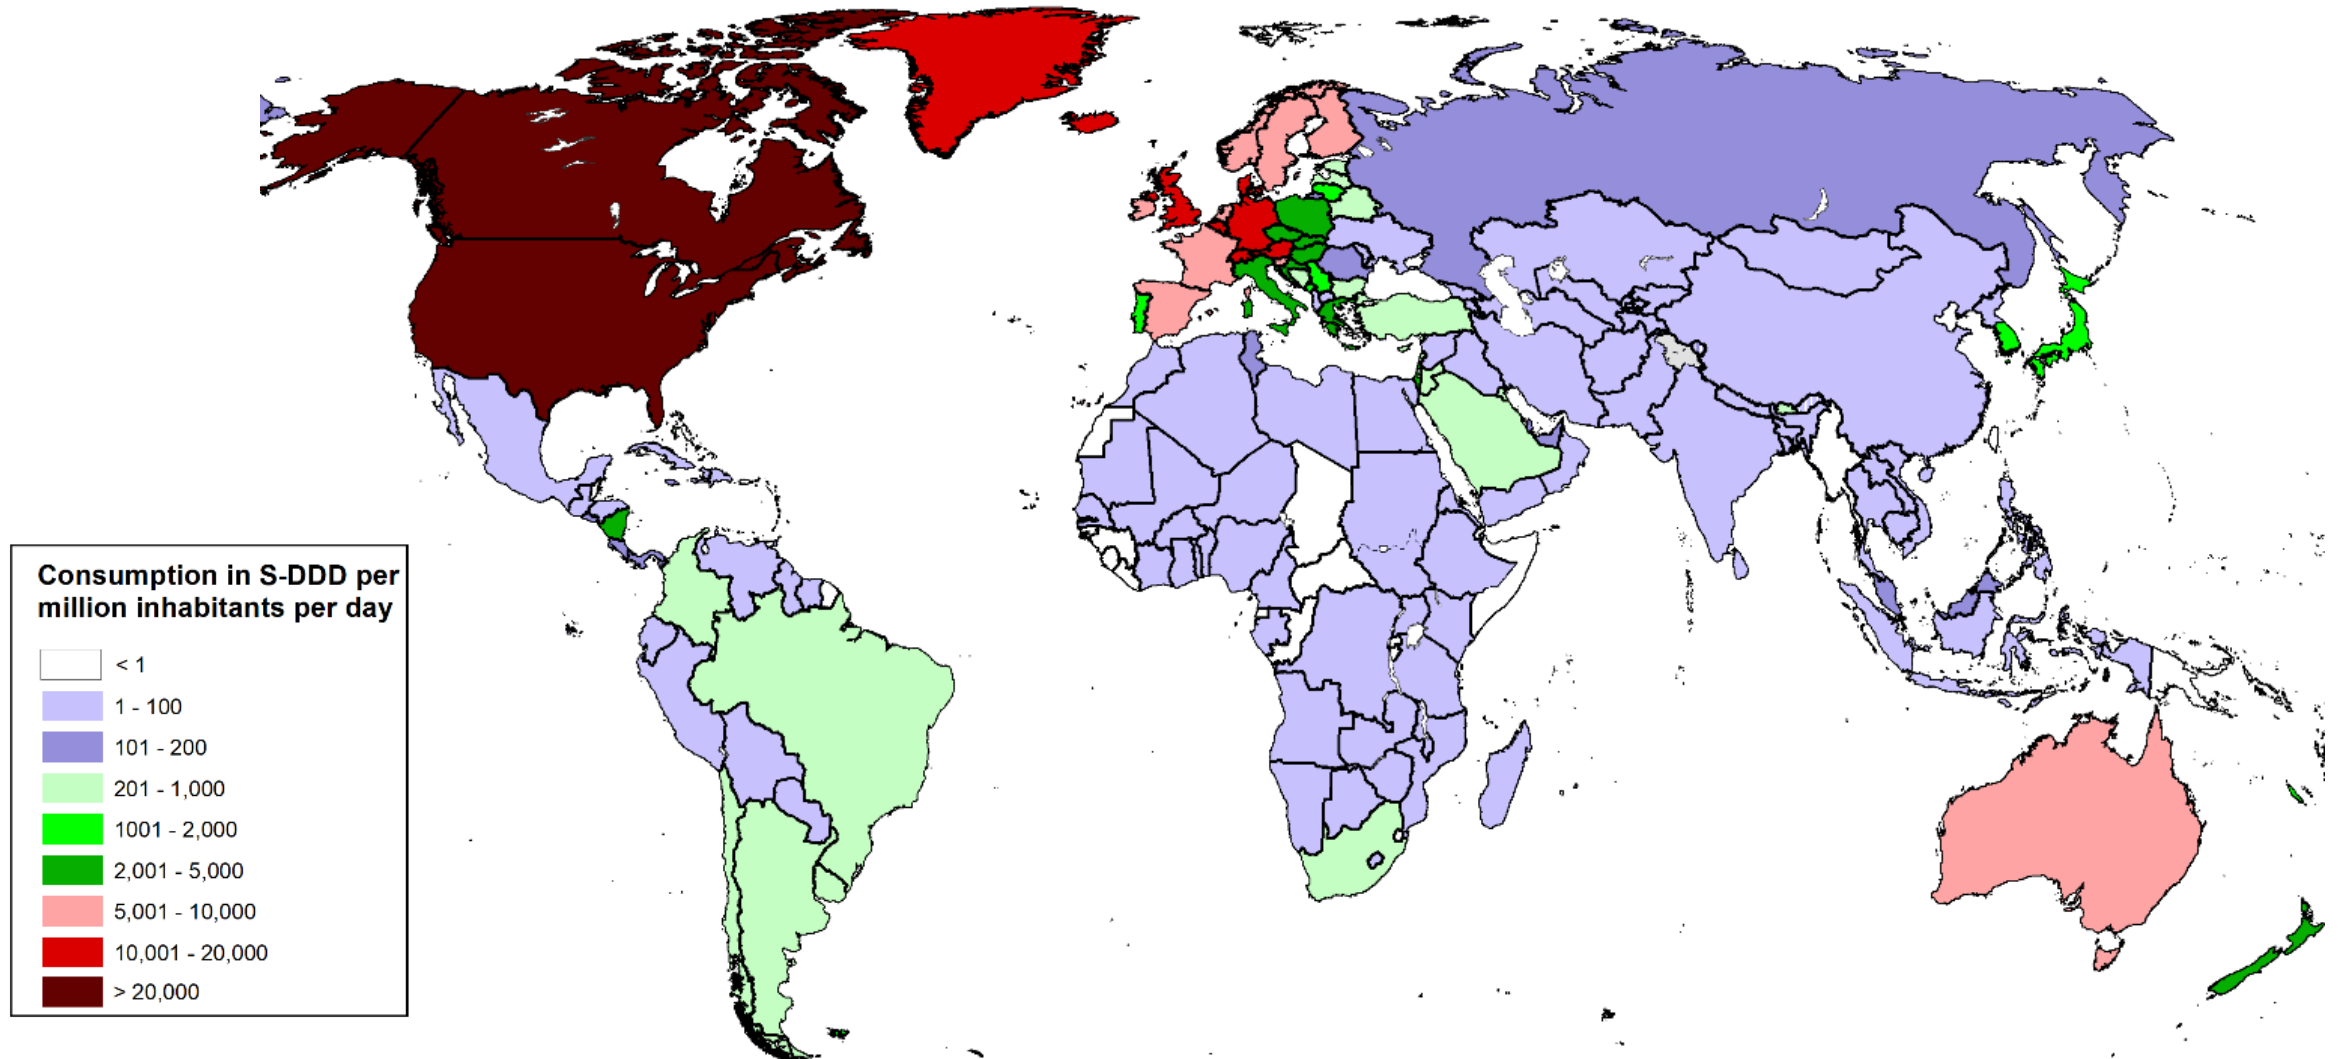 Consumption in S-DDD per
million inhabitants per day
< 1
1 - 100
101 - 200
201 - 1,000
1001 - 2,000
2,001 - 5,000
5,001 - 10,000
10,001 - 20,000
> 20,000